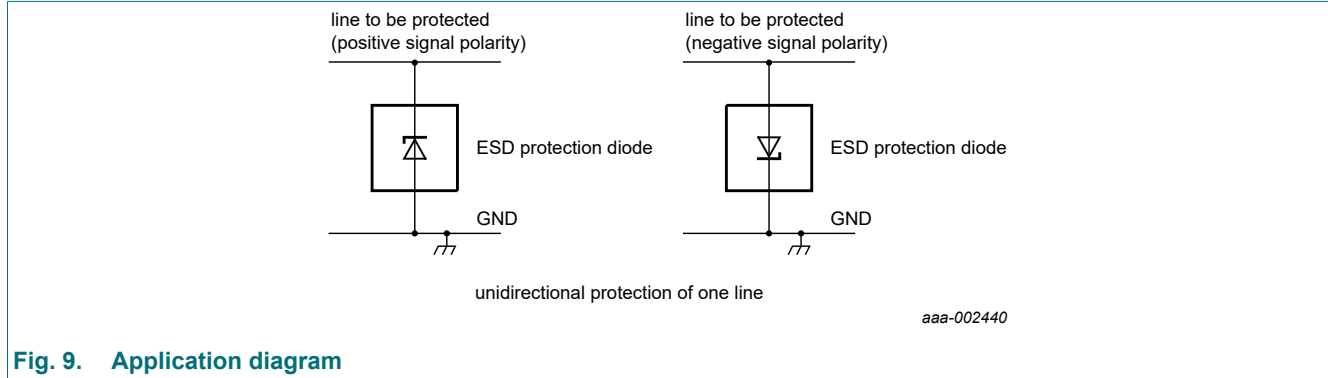 line to be protected
(positive signal polarity)
line to be protected
(negative signal polarity)
ESD protection diode
ESD protection diode
GND
GND
unidirectional protection of one line
aaa-002440
Fig. 9. Application diagram